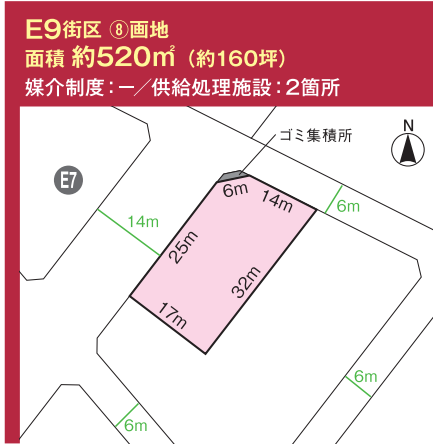 E9街区 ⑧画地
面積 約520㎡（約160坪）
媒介制度：ー／供給処理施設：2箇所
ゴミ集積所
N
E7
6m
14m
6m
14m
25m
32m
17m
6m
6m